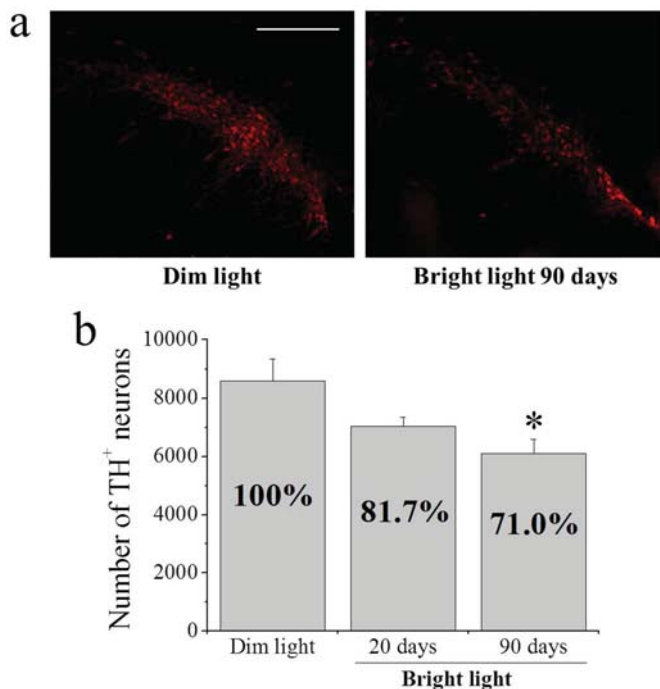 a
Dim light
Bright light 90 days
b
Number of TH⁺ neurons
10000
8000
6000
4000
2000
0
100%
81.7%
*
71.0%
Dim light
20 days
90 days
Bright light